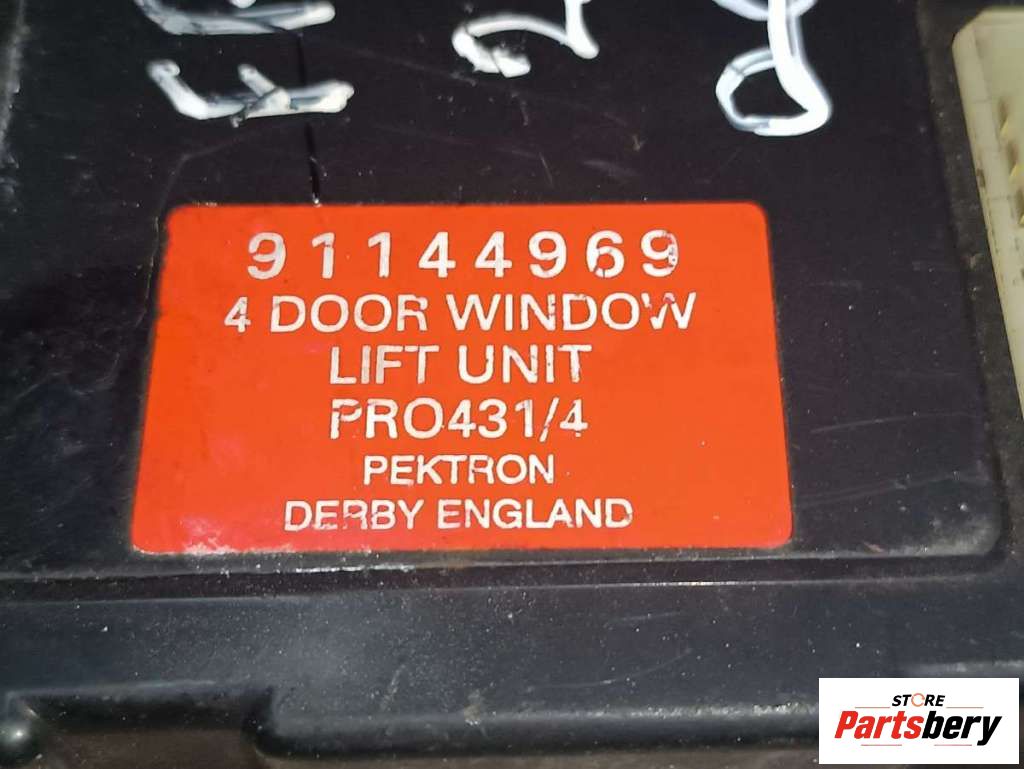 91144969
4 DOOR WINDOW
LIFT UNIT
PRO431/4
PEKTRON
DERBY ENGLAND
STORE
Partsbery